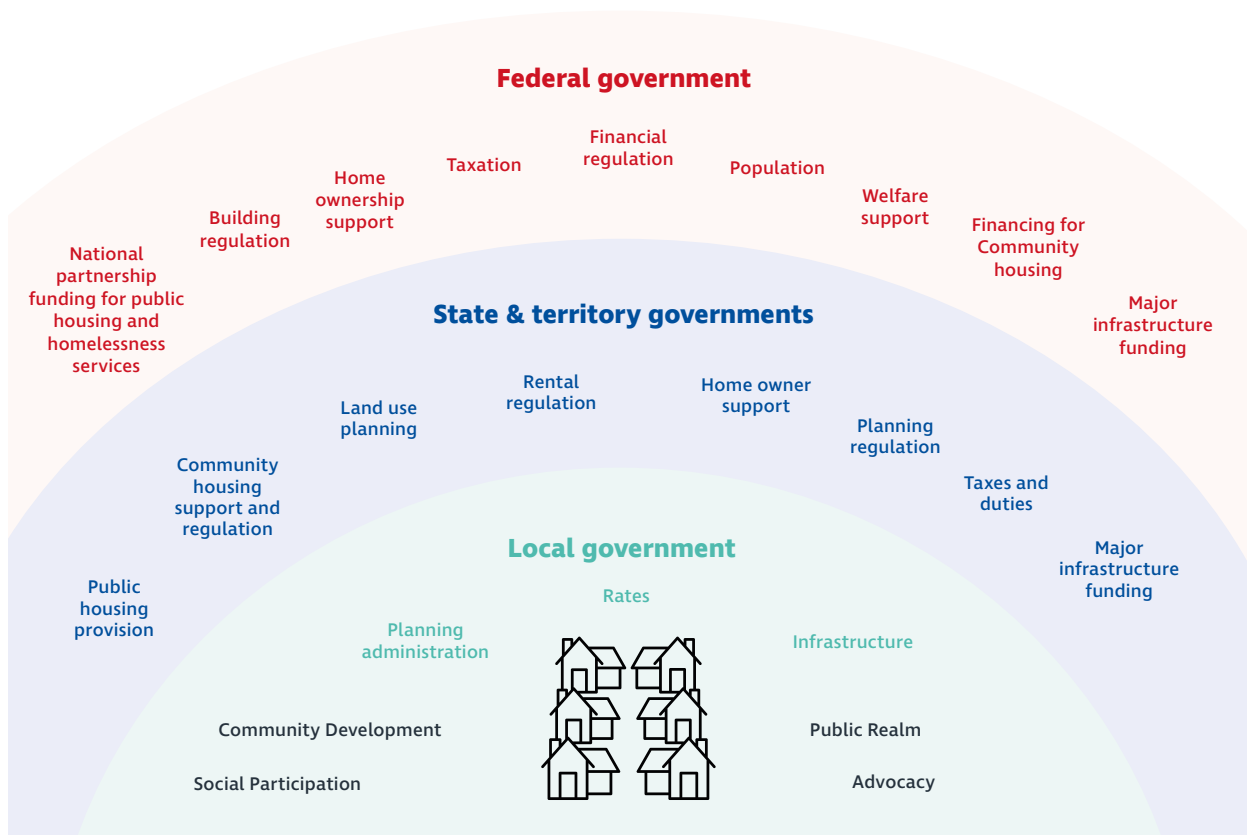 Federal government
Financial
regulation
Taxation
Population
Home
ownership
support
Welfare
support
Building
regulation
Financing for
Community
housing
National
partnership
funding for public
housing and
homelessness
services
Major
infrastructure
funding
State & territory governments
Rental
regulation
Home owner
support
Land use
planning
Planning
regulation
Community
housing
support and
regulation
Taxes and
duties
Major
infrastructure
funding
Public
housing
provision
Local government
Rates
Planning
administration
Infrastructure
Community Development
Public Realm
Social Participation
Advocacy